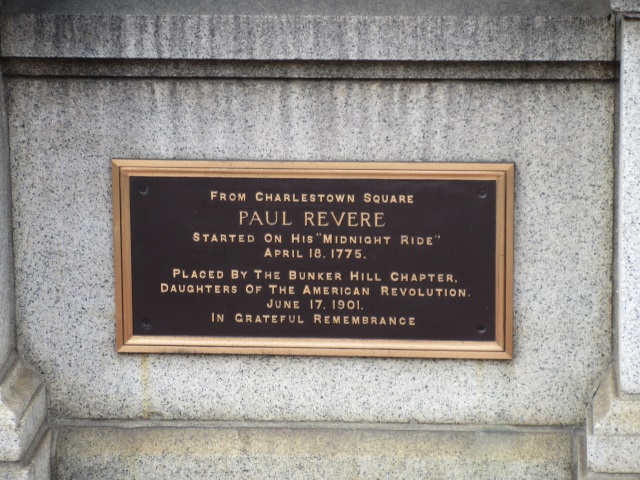 From Charlestown Square
PAUL REVERE
Started On His "Midnight Ride"
April 18, 1775.
Placed By The Bunker Hill Chapter,
Daughters Of The American Revolution.
June 17, 1901,
In Grateful Remembrance